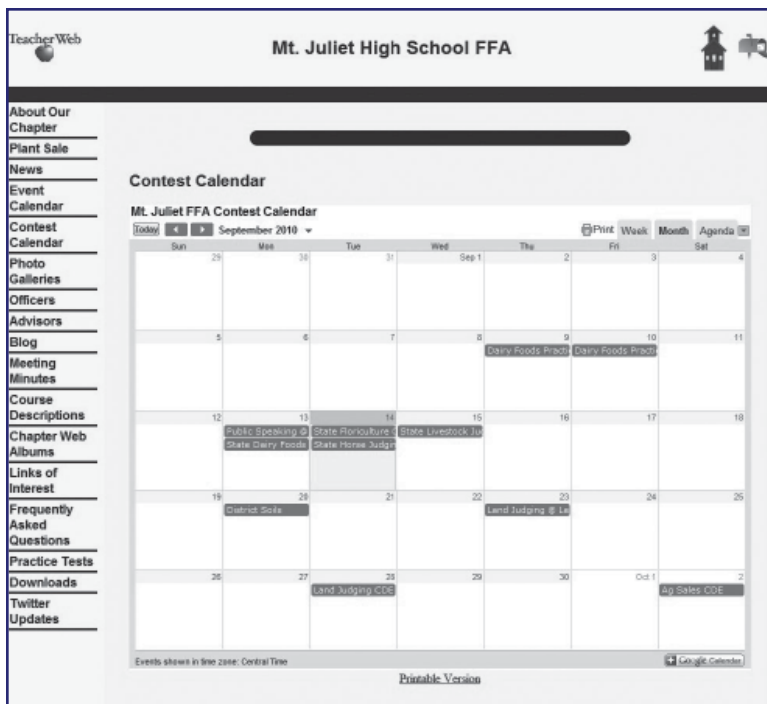 TeacherWeb
Mt. Juliet High School FFA
About Our
Chapter
Plant Sale
News
Event
Calendar
Contest
Calendar
Photo
Galleries
Officers
Advisors
Blog
Meeting
Minutes
Course
Descriptions
Chapter Web
Albums
Links of
Interest
Frequently
Asked
Questions
Practice Tests
Downloads
Twitter
Updates
Contest Calendar
Mt. Juliet FFA Contest Calendar
Today September 2010 Print Week Month Agenda
Sun Mon Tue Wed Thu Fri Sat
29 30 31 Sep 1 2 3 4
5 6 7 8 9 10 11
Dairy Foods Practi Dairy Foods Practi
12 13 14 15 16 17 18
Public Speaking @ State Floriculture C State Livestock Jud
State Dairy Foods State Horse Judgin
19 20 21 22 23 24 25
District Soils Land Judging @ Le
26 27 28 29 30 Oct 1 2
Land Judging CDE Ag Sales CDE
Events shown in time zone: Central Time
Google Calendar
Printable Version